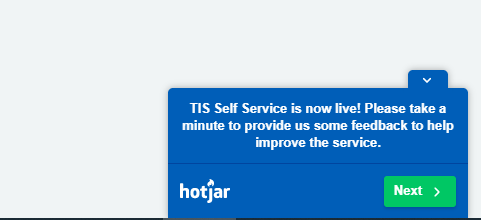 TIS Self Service is now live! Please take a
minute to provide us some feedback to help
improve the service.
hotjar
Next